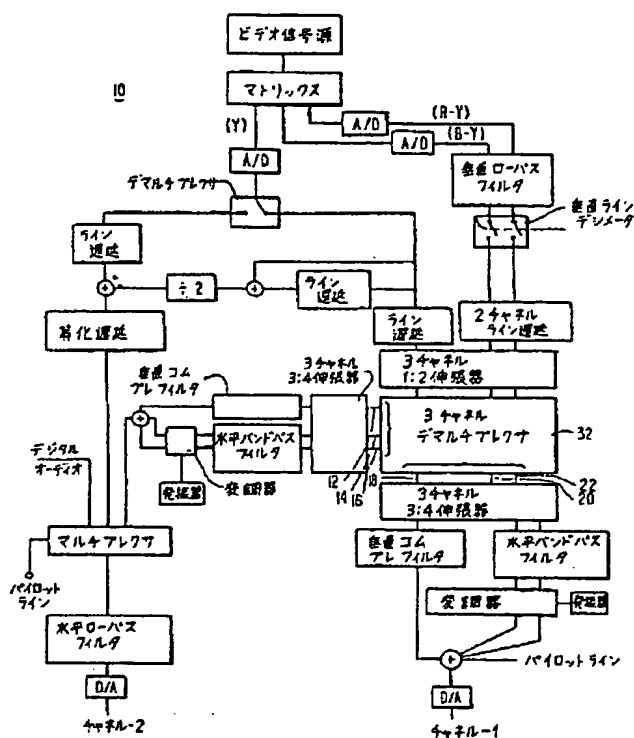 ビデオ信号源
10
マトリックス
(Y)
A/D
(R-Y)
A/D
(B-Y)
A/D
デマルチプレクサ
垂直ローパス
フィルタ
垂直ライン
デシメータ
ライン
遅延
÷2
ライン
遅延
等化遅延
ライン
遅延
2チャネル
ライン遅延
3チャネル
1:2伸張器
垂直コム
プレフィルタ
3チャネル
3:4伸張器
3チャネル
デマルチプレクサ
32
水平バンドパス
フィルタ
デジタル
オーディオ
発振器
変調器
12
14
16
18
22
20
3チャネル
3:4伸張器
マルチプレクサ
パイロット
ライン
垂直コム
プレフィルタ
水平バンドパス
フィルタ
変調器
発振器
水平ローパス
フィルタ
パイロットライン
D/A
チャネル-2
D/A
チャネル-1